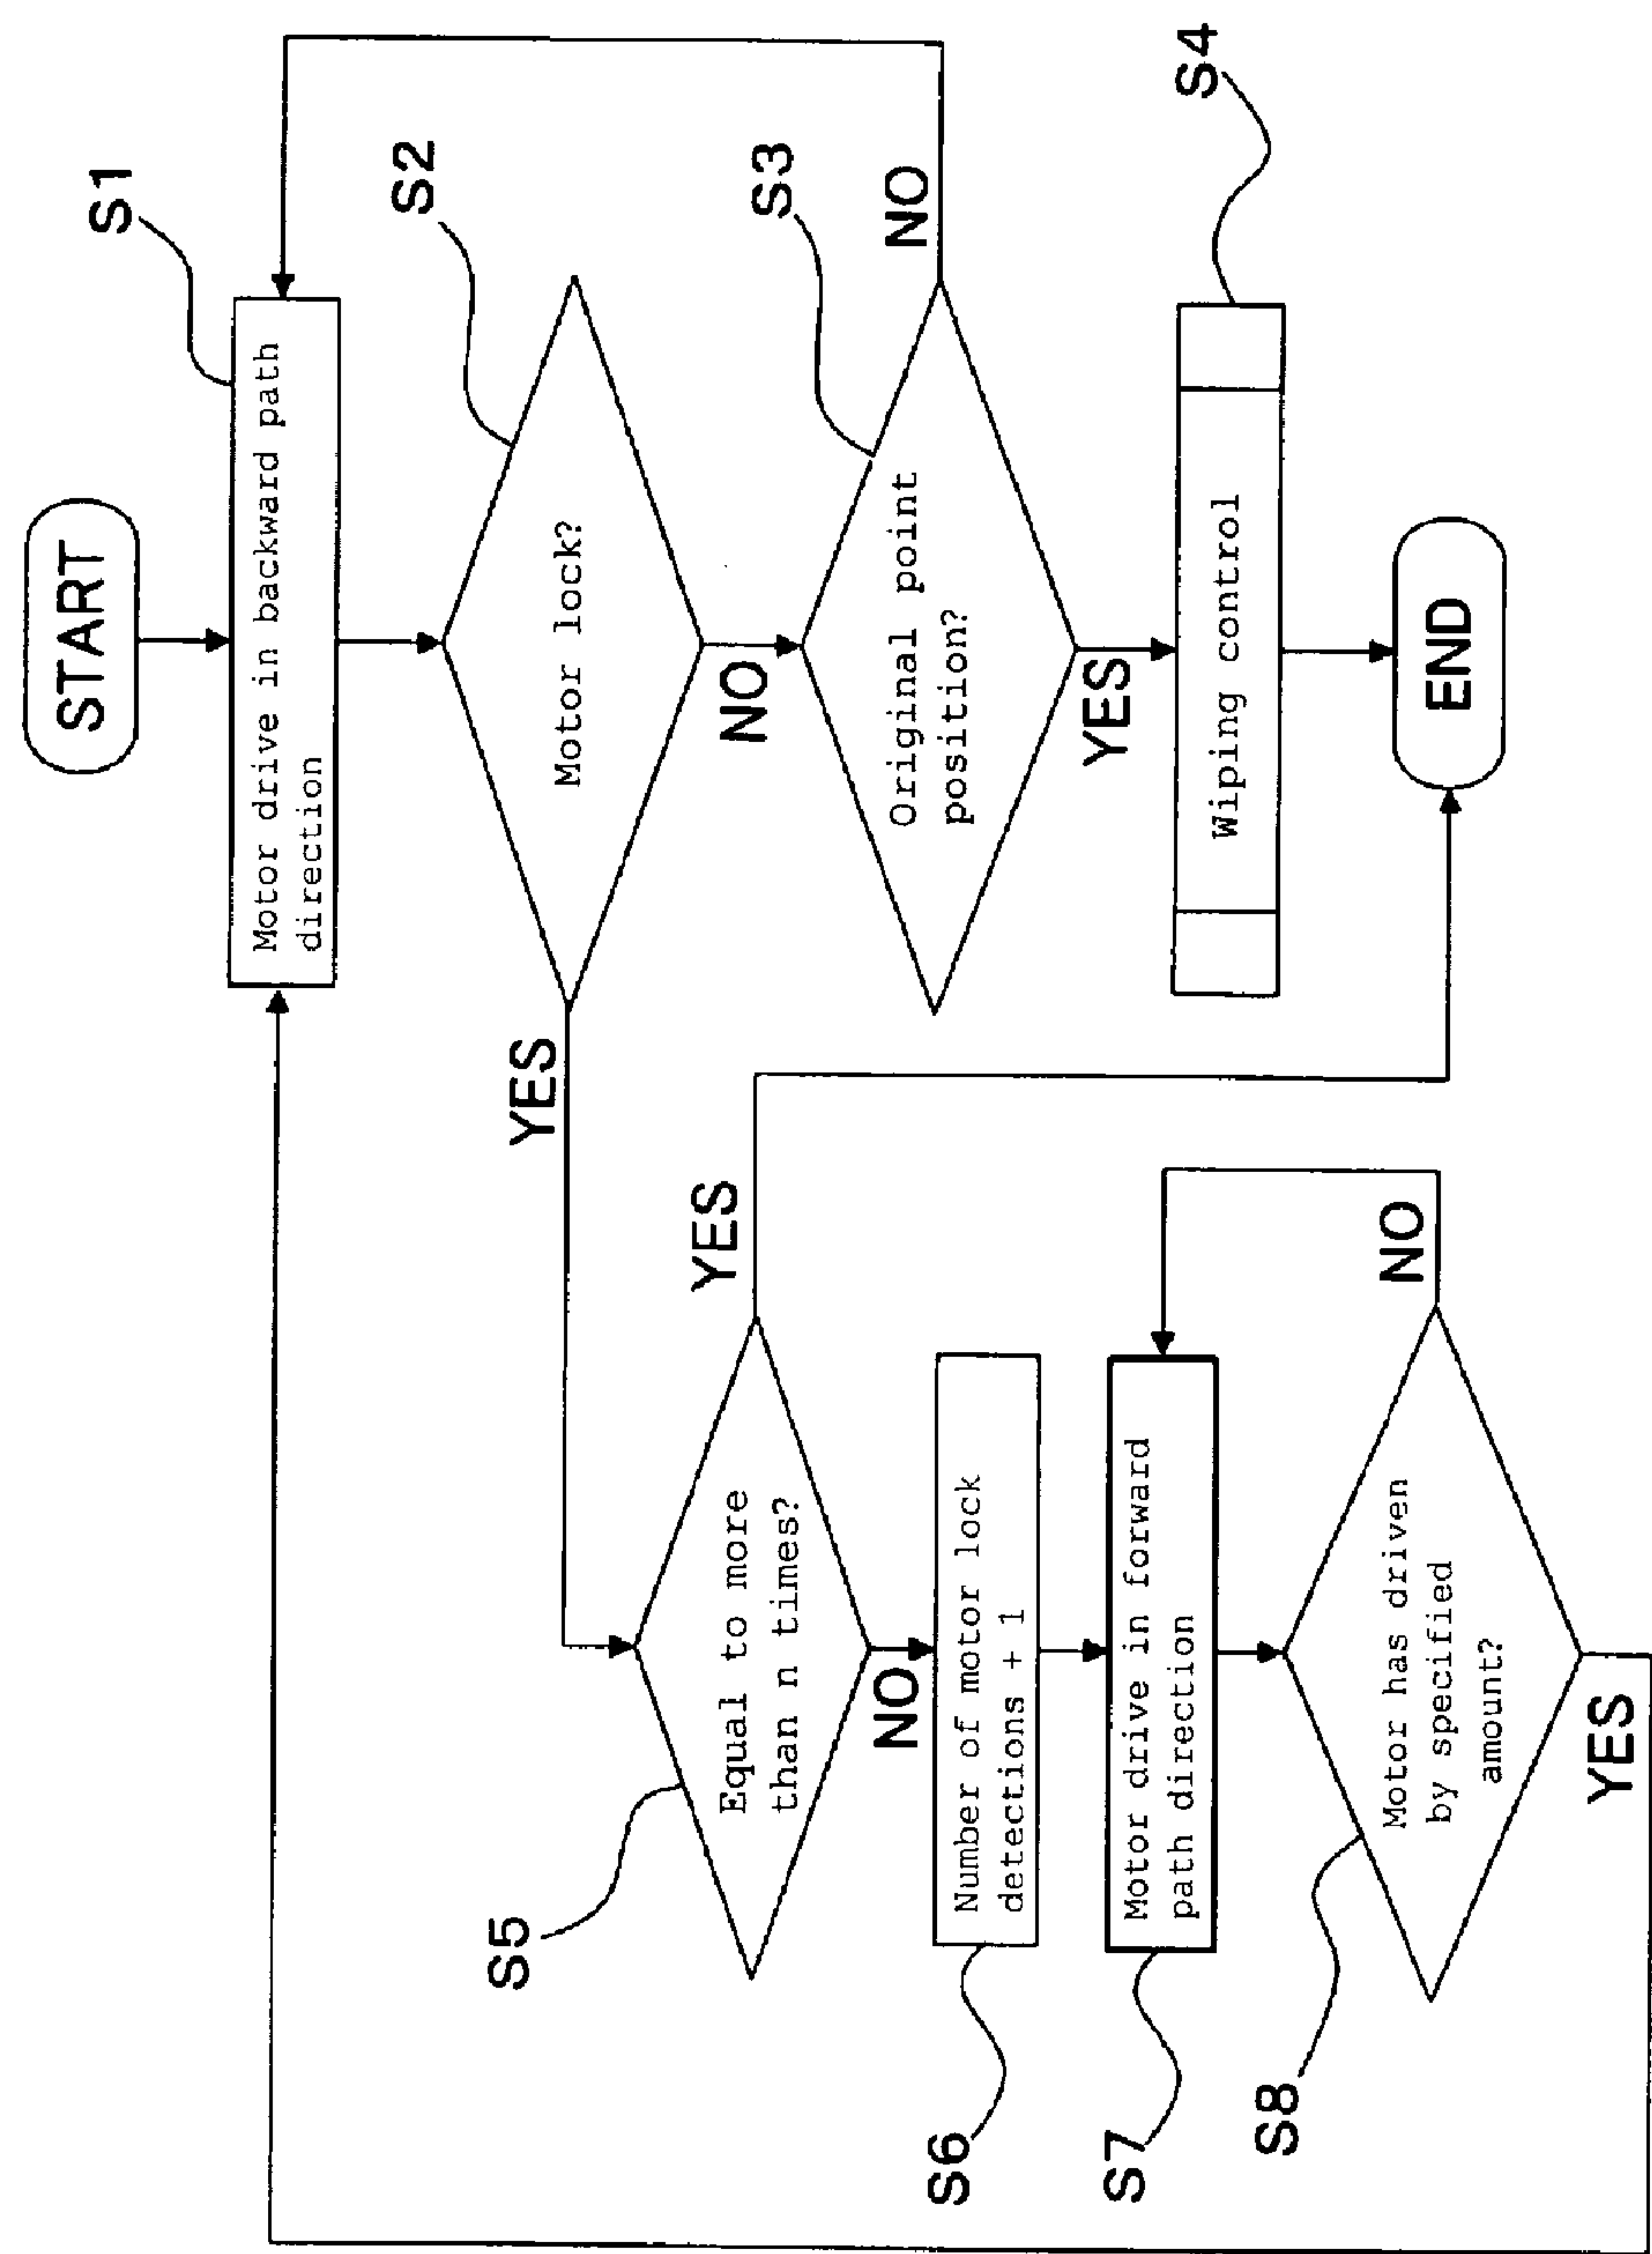 START
S1
Motor drive in backward path
direction
S2
Motor lock?
YES
NO
S3
Original point
position?
NO
YES
S4
Wiping control
END
S5
Equal to more
than n times?
YES
NO
S6
Number of motor lock
detections + 1
S7
Motor drive in forward
path direction
S8
Motor has driven
by specified
amount?
NO
YES